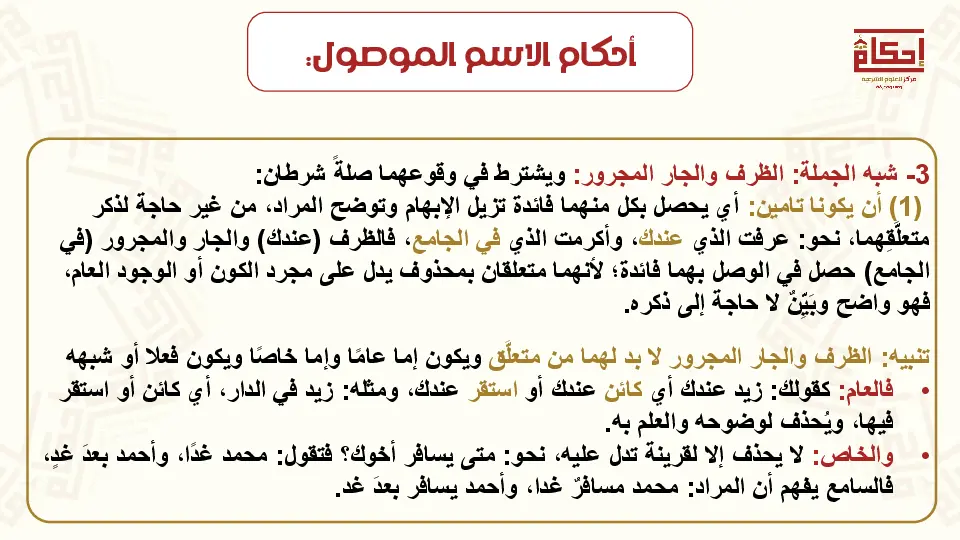 أحكام الاسم الموصول:
إحكام
مركز للعلوم الشرعية
3- شبه الجملة: الظرف والجار المجرور: ويشترط في وقوعهما صلةً شرطان:
(1) أن يكونا تامين: أي يحصل بكل منهما فائدة تزيل الإبهام وتوضح المراد، من غير حاجة لذكر
متعلَّقِهما، نحو: عرفت الذي عندك، وأكرمت الذي في الجامع، فالظرف (عندك) والجار والمجرور (في
الجامع) حصل في الوصل بهما فائدة؛ لأنهما متعلقان بمحذوف يدل على مجرد الكون أو الوجود العام،
فهو واضح وبَيِّنٌ لا حاجة إلى ذكره.
تنبيه: الظرف والجار المجرور لا بد لهما من متعلَّق ويكون إما عامًا وإما خاصًا ويكون فعلا أو شبهه
• فالعام: كقولك: زيد عندك أي كائن عندك أو استقر عندك، ومثله: زيد في الدار، أي كائن أو استقر
فيها، ويُحذف لوضوحه والعلم به.
• والخاص: لا يحذف إلا لقرينة تدل عليه، نحو: متى يسافر أخوك؟ فتقول: محمد غدًا، وأحمد بعدَ غدٍ،
فالسامع يفهم أن المراد: محمد مسافرٌ غدا، وأحمد يسافر بعدَ غد.